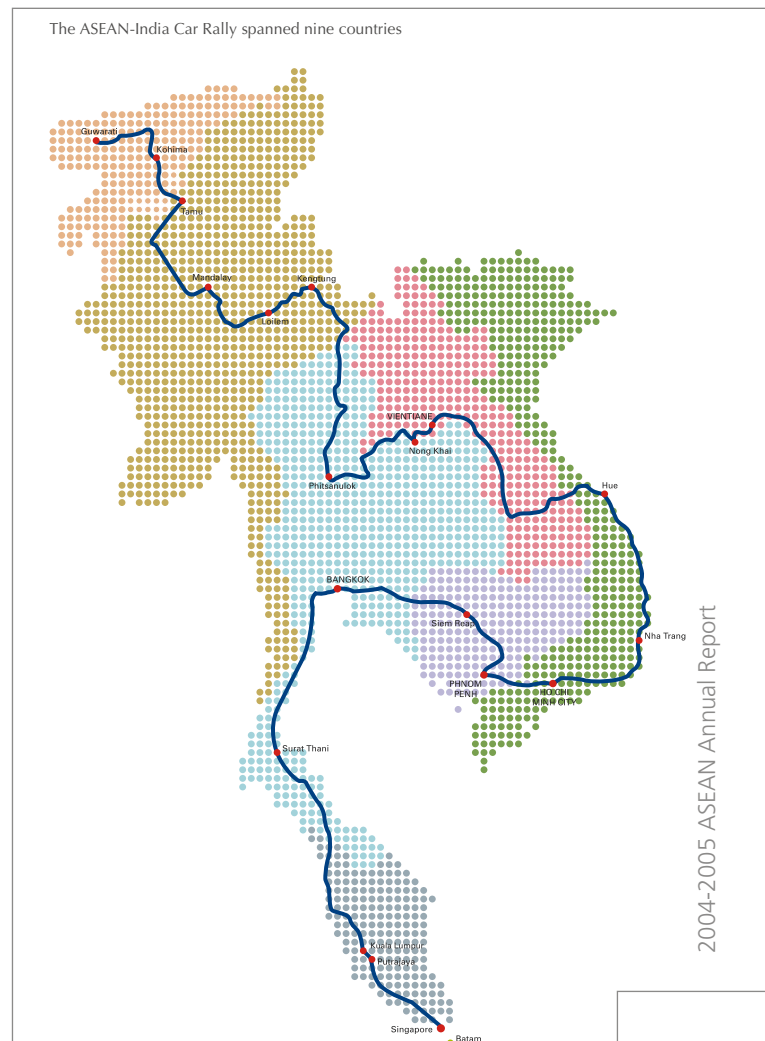 The ASEAN-India Car Rally spanned nine countries
Guwarati
Kohima
Tamu
Mandalay
Kengtung
Loilem
VIENTIANE
Nong Khai
Phitsanulok
Hue
BANGKOK
Siem Reap
Nha Trang
PHNOM
PENH
HO CHI
MINH CITY
Surat Thani
Kuala Lumpur
Putrajaya
Singapore
Batam
2004-2005 ASEAN Annual Report